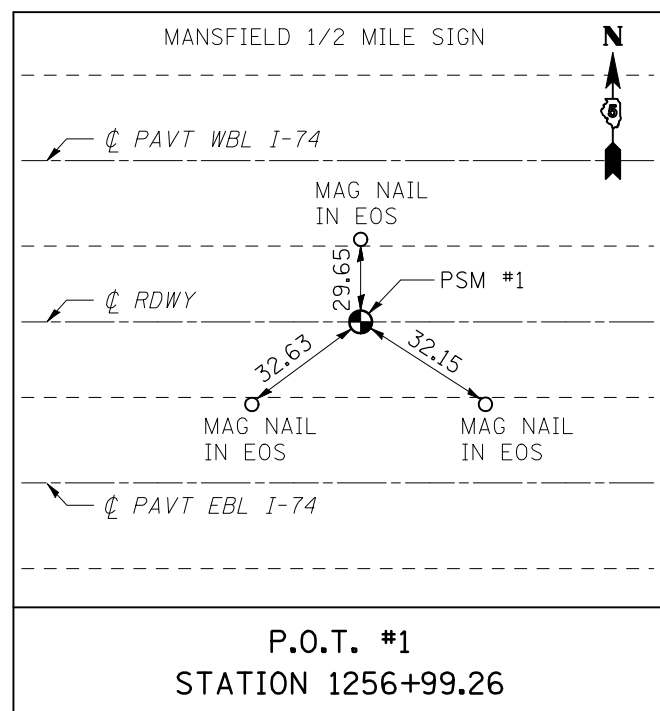 MANSFIELD 1/2 MILE SIGN
N
5
℄ PAVT WBL I-74
MAG NAIL
IN EOS
29.65
℄ RDWY
PSM #1
32.63
32.15
MAG NAIL
IN EOS
MAG NAIL
IN EOS
℄ PAVT EBL I-74
P.O.T. #1
STATION 1256+99.26